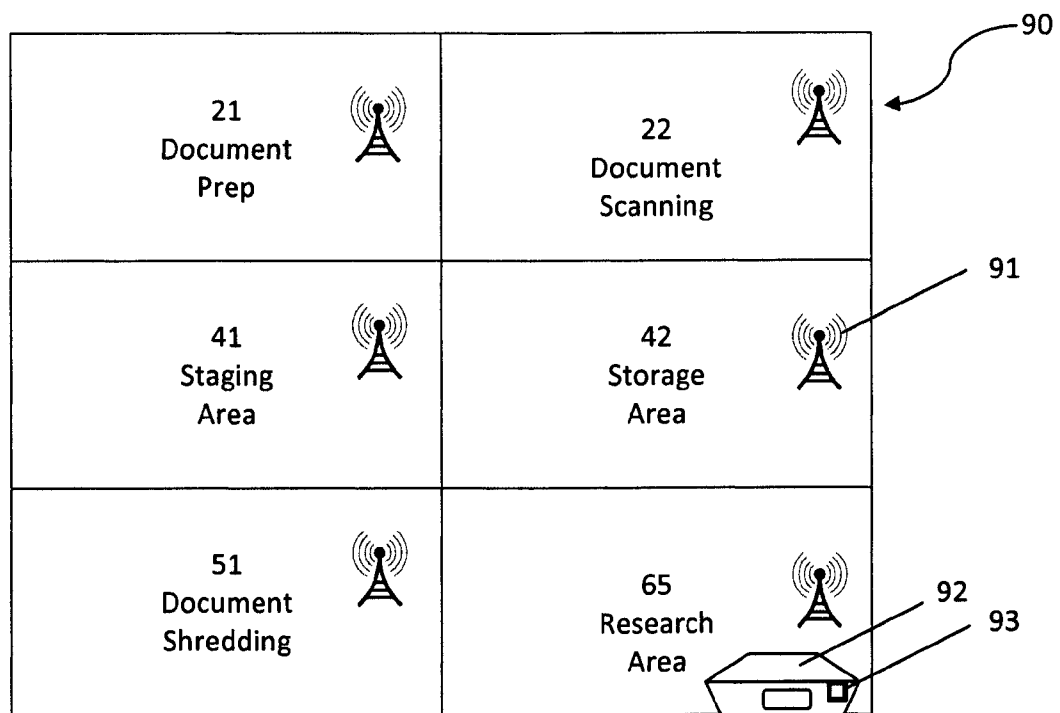 90
21
Document
Prep
22
Document
Scanning
91
41
Staging
Area
42
Storage
Area
51
Document
Shredding
65
Research
Area
92
93